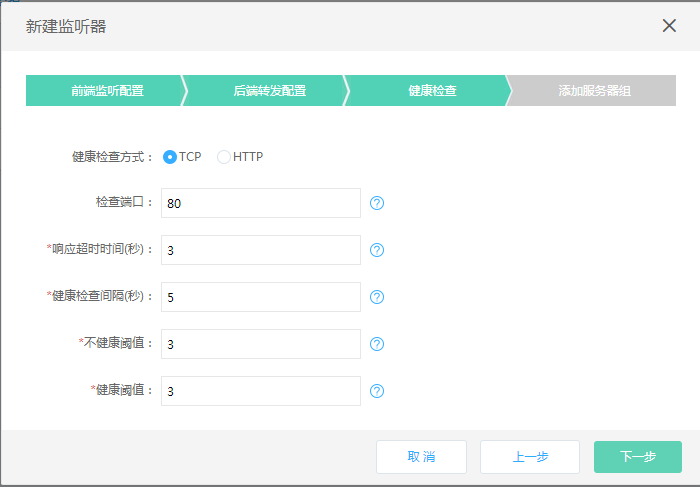 新建监听器
前端监听配置 后端转发配置 健康检查 添加服务器组
健康检查方式： TCP HTTP
检查端口： 80 ?
*响应超时时间(秒)： 3 ?
*健康检查间隔(秒)： 5 ?
*不健康阈值： 3 ?
*健康阈值： 3 ?
取 消 上一步 下一步